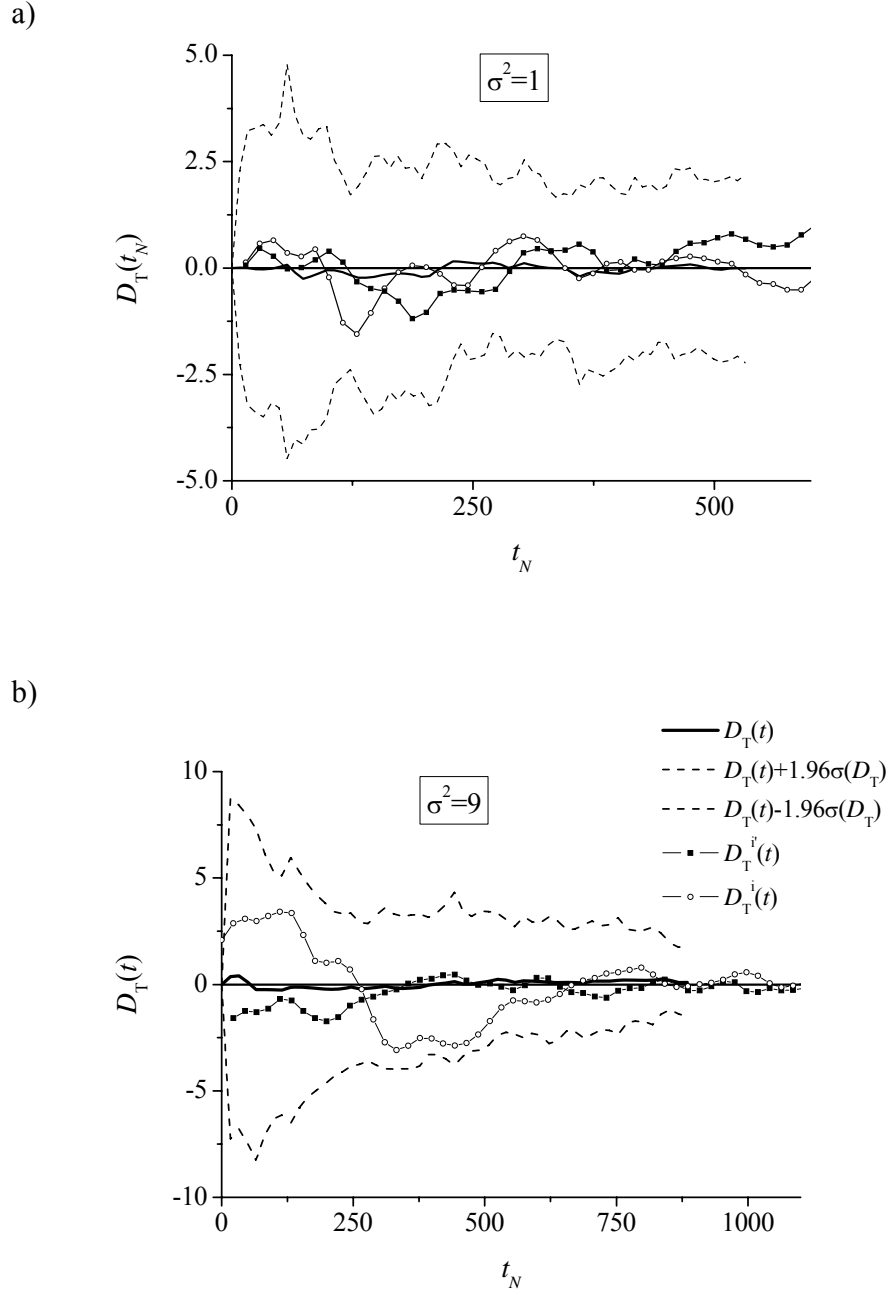 a)
σ²=1
5.0
2.5
0.0
-2.5
-5.0
D_T(t_N)
0 250 500
t_N
b)
σ²=9
D_T(t)
D_T(t)+1.96σ(D_T)
D_T(t)-1.96σ(D_T)
D_T^i'(t)
D_T^i(t)
10
5
0
-5
-10
D_T(t)
0 250 500 750 1000
t_N